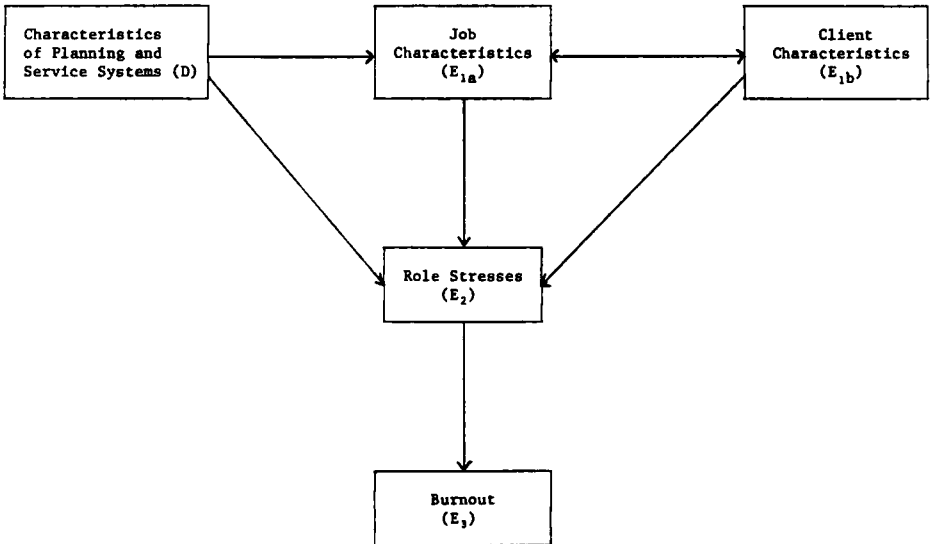 Characteristics
of Planning and
Service Systems (D)
Job
Characteristics
(E₁ₐ)
Client
Characteristics
(E₁b)
Role Stresses
(E₂)
Burnout
(E₃)